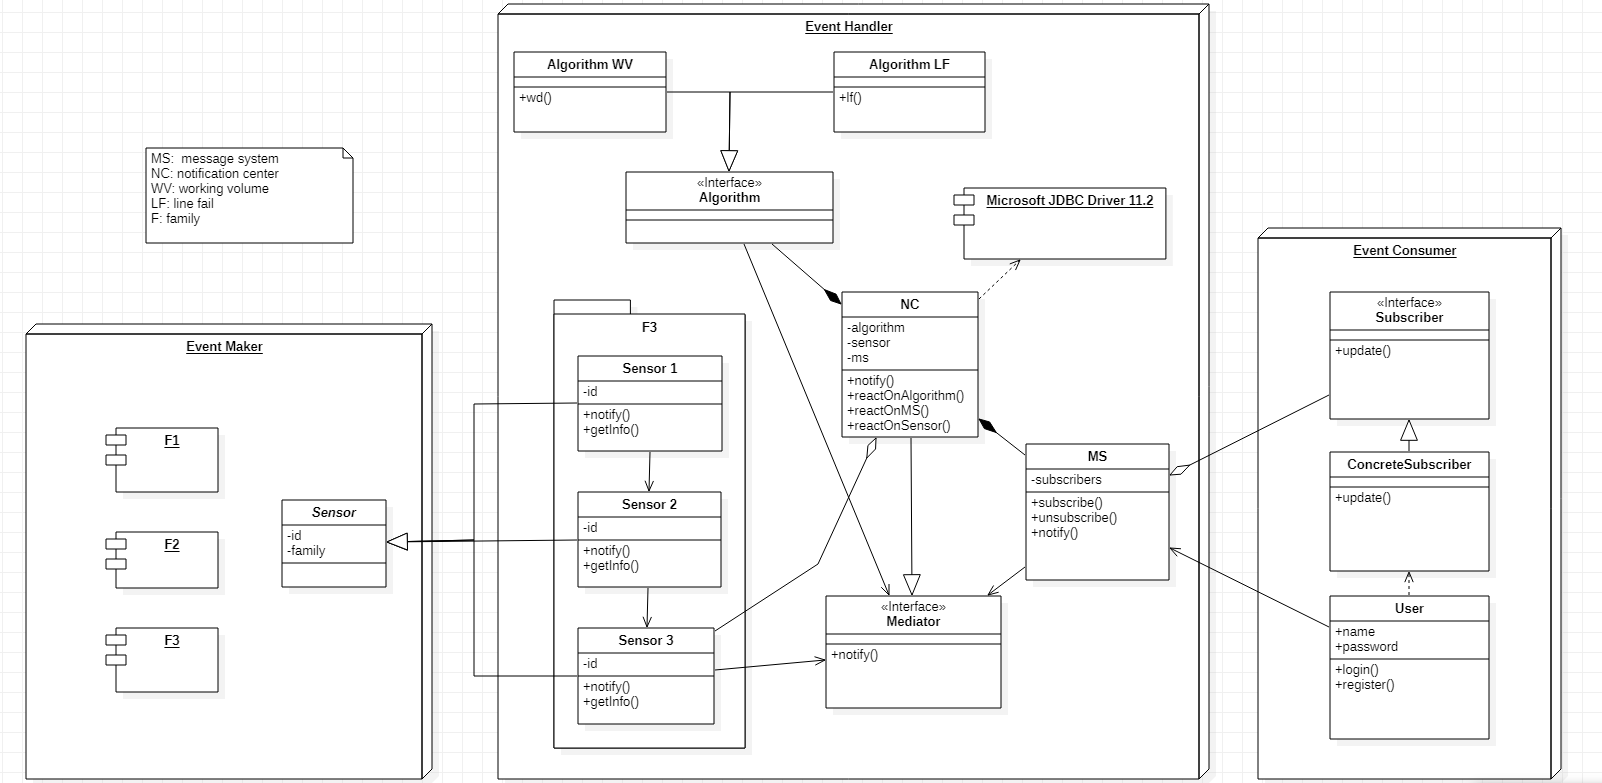 MS:  message system
NC: notification center
WV: working volume
LF: line fail
F: family
Event Maker
F1
F2
F3
Sensor
-id
-family
Event Handler
Algorithm WV
+wd()
Algorithm LF
+lf()
«Interface»
Algorithm
Microsoft JDBC Driver 11.2
F3
Sensor 1
-id
+notify()
+getInfo()
Sensor 2
-id
+notify()
+getInfo()
Sensor 3
-id
+notify()
+getInfo()
NC
-algorithm
-sensor
-ms
+notify()
+reactOnAlgorithm()
+reactOnMS()
+reactOnSensor()
MS
-subscribers
+subscribe()
+unsubscribe()
+notify()
«Interface»
Mediator
+notify()
Event Consumer
«Interface»
Subscriber
+update()
ConcreteSubscriber
+update()
User
+name
+password
+login()
+register()